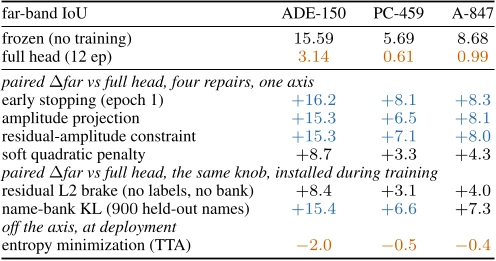 far-band IoU ADE-150 PC-459 A-847
frozen (no training) 15.59 5.69 8.68
full head (12 ep) 3.14 0.61 0.99
paired Δfar vs full head, four repairs, one axis
early stopping (epoch 1) +16.2 +8.1 +8.3
amplitude projection +15.3 +6.5 +8.1
residual-amplitude constraint +15.3 +7.1 +8.0
soft quadratic penalty +8.7 +3.3 +4.3
paired Δfar vs full head, the same knob, installed during training
residual L2 brake (no labels, no bank) +8.4 +3.1 +4.0
name-bank KL (900 held-out names) +15.4 +6.6 +7.3
off the axis, at deployment
entropy minimization (TTA) −2.0 −0.5 −0.4